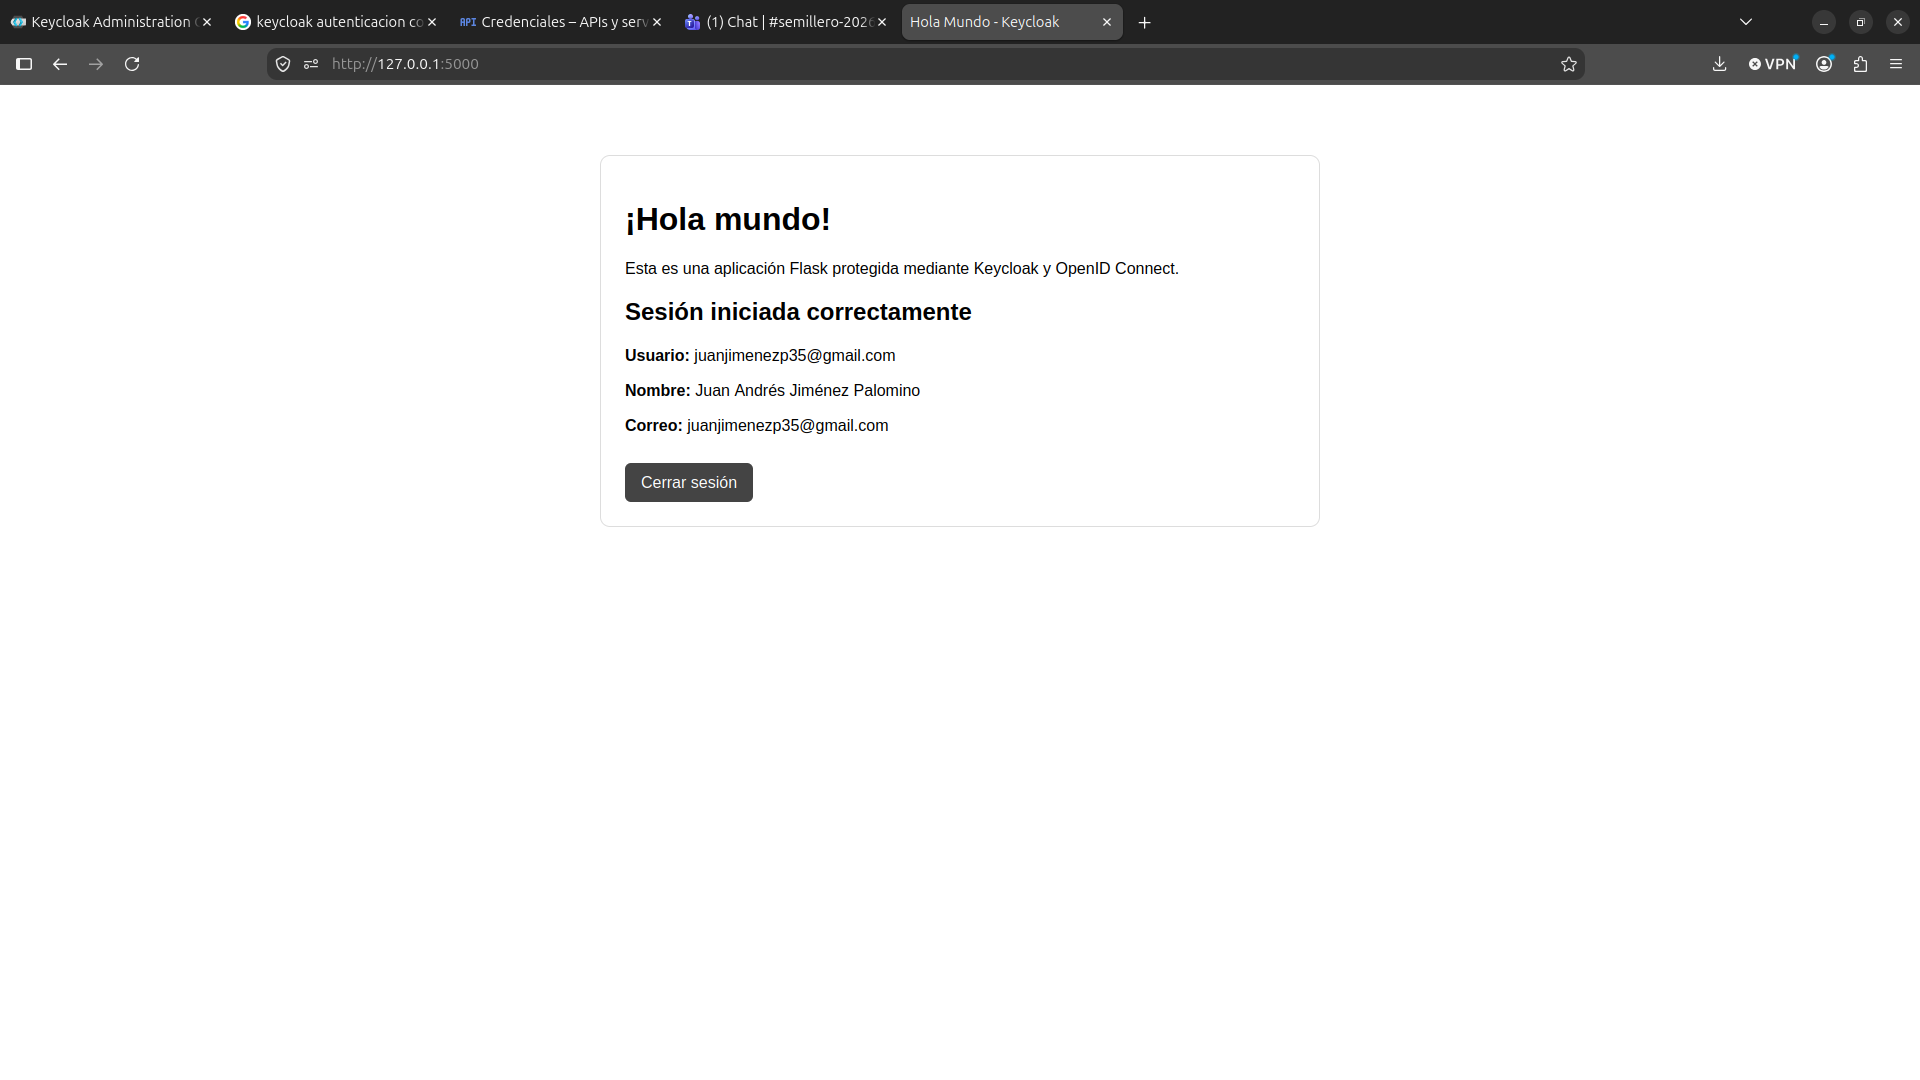 Keycloak Administration
keycloak autenticacion co
API Credenciales – APIs y serv
(1) Chat | #semillero-2026
Hola Mundo - Keycloak
http://127.0.0.1:5000
VPN
¡Hola mundo!
Esta es una aplicación Flask protegida mediante Keycloak y OpenID Connect.
Sesión iniciada correctamente
Usuario: juanjimenezp35@gmail.com
Nombre: Juan Andrés Jiménez Palomino
Correo: juanjimenezp35@gmail.com
Cerrar sesión